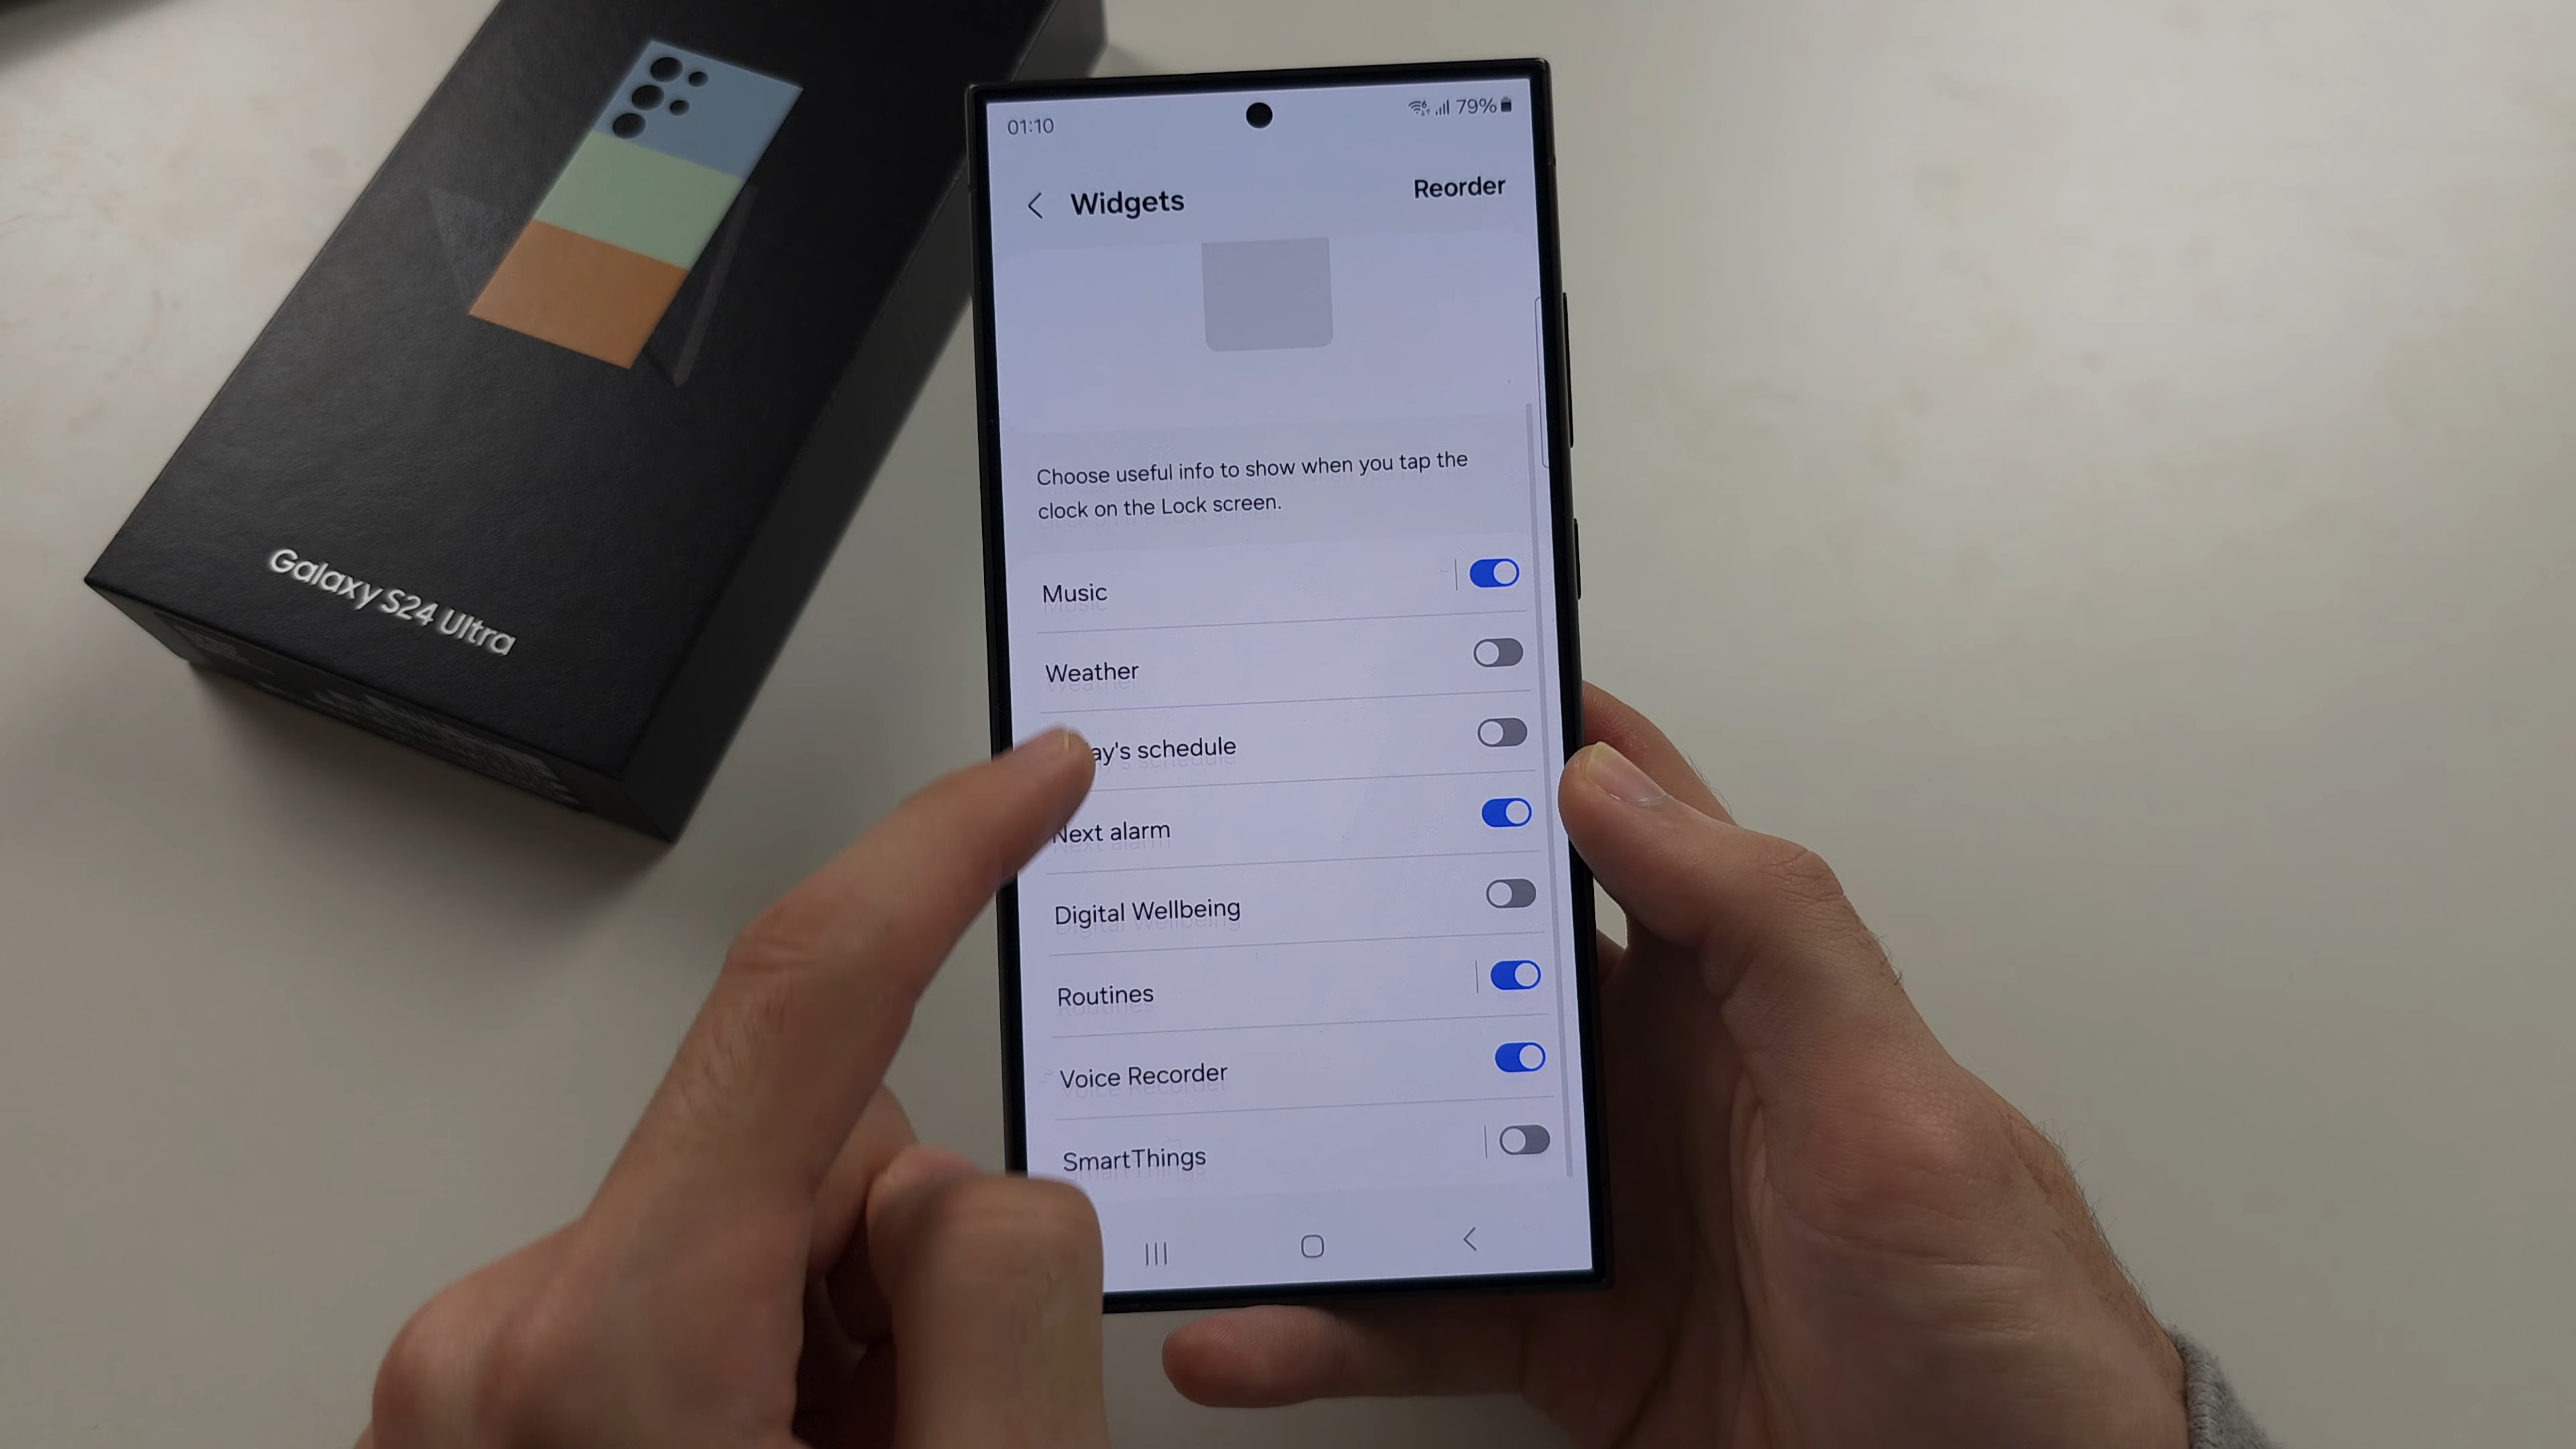 Galaxy S24 Ultra
01:10
79%
Widgets
Reorder
Choose useful info to show when you tap the
clock on the Lock screen.
Music
Weather
ay's schedule
Next alarm
Digital Wellbeing
Routines
Voice Recorder
SmartThings